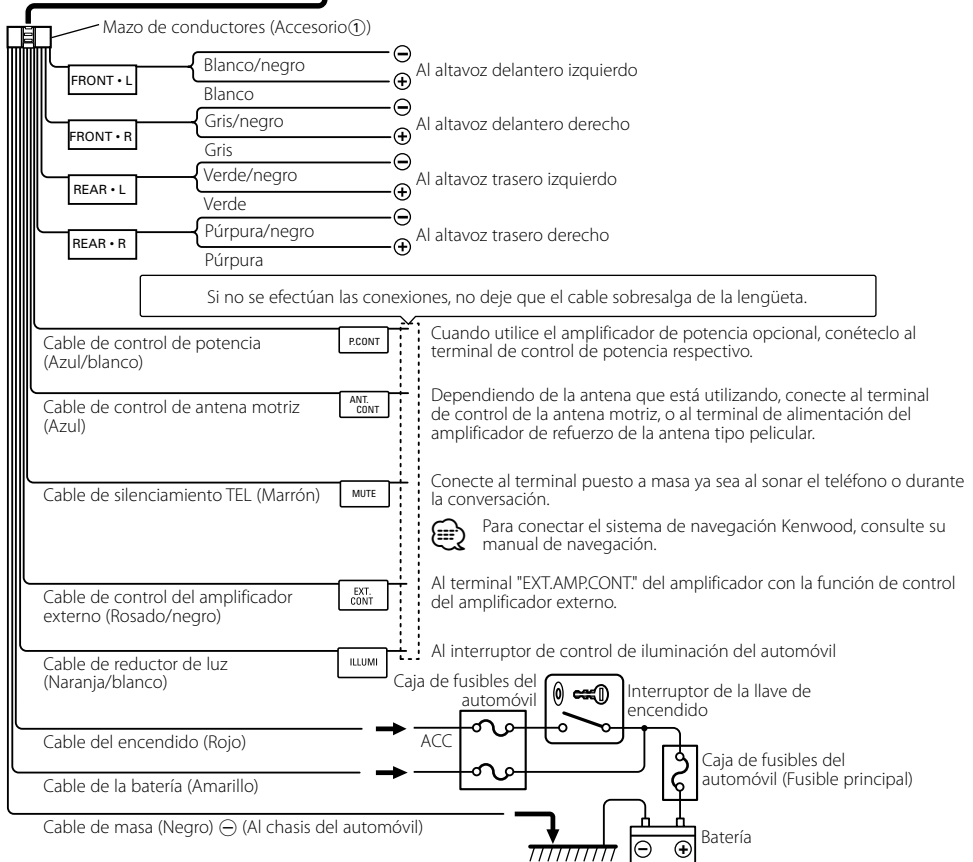 Mazo de conductores (Accesorio①)
FRONT • L
Blanco/negro
Blanco
⊖
⊕
Al altavoz delantero izquierdo
FRONT • R
Gris/negro
Gris
⊖
⊕
Al altavoz delantero derecho
REAR • L
Verde/negro
Verde
⊖
⊕
Al altavoz trasero izquierdo
REAR • R
Púrpura/negro
Púrpura
⊖
⊕
Al altavoz trasero derecho
Si no se efectúan las conexiones, no deje que el cable sobresalga de la lengüeta.
Cable de control de potencia
(Azul/blanco)
P.CONT
Cuando utilice el amplificador de potencia opcional, conéteclo al
terminal de control de potencia respectivo.
Cable de control de antena motriz
(Azul)
ANT.
CONT
Dependiendo de la antena que está utilizando, conecte al terminal
de control de la antena motriz, o al terminal de alimentación del
amplificador de refuerzo de la antena tipo pelicular.
Cable de silenciamiento TEL (Marrón)
MUTE
Conecte al terminal puesto a masa ya sea al sonar el teléfono o durante
la conversación.
Para conectar el sistema de navegación Kenwood, consulte su
manual de navegación.
Cable de control del amplificador
externo (Rosado/negro)
EXT.
CONT
Al terminal "EXT.AMP.CONT." del amplificador con la función de control
del amplificador externo.
Cable de reductor de luz
(Naranja/blanco)
ILLUMI
Al interruptor de control de iluminación del automóvil
Caja de fusibles del
automóvil
Interruptor de la llave de
encendido
Cable del encendido (Rojo)
ACC
Caja de fusibles del
automóvil (Fusible principal)
Cable de la batería (Amarillo)
Cable de masa (Negro) ⊖ (Al chasis del automóvil)
Batería
⊖
⊕